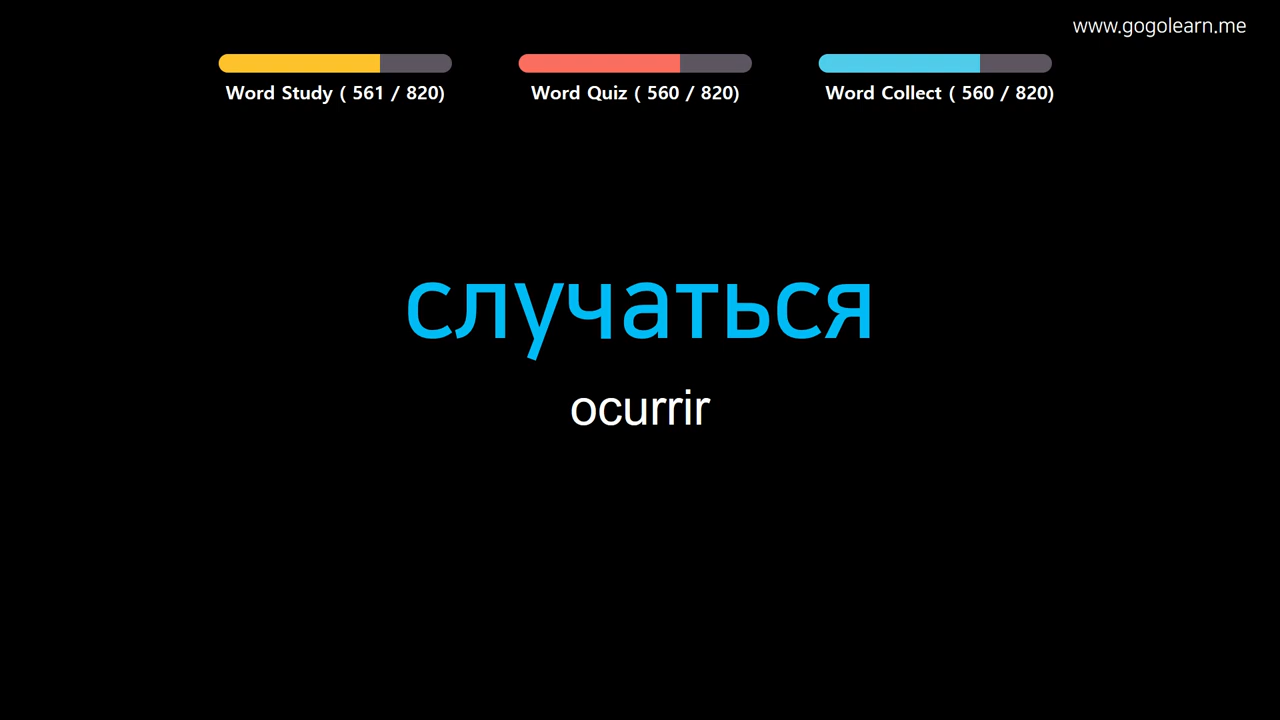 www.gogolearn.me
Word Study ( 561 / 820)
Word Quiz ( 560 / 820)
Word Collect ( 560 / 820)
случаться
ocurrir